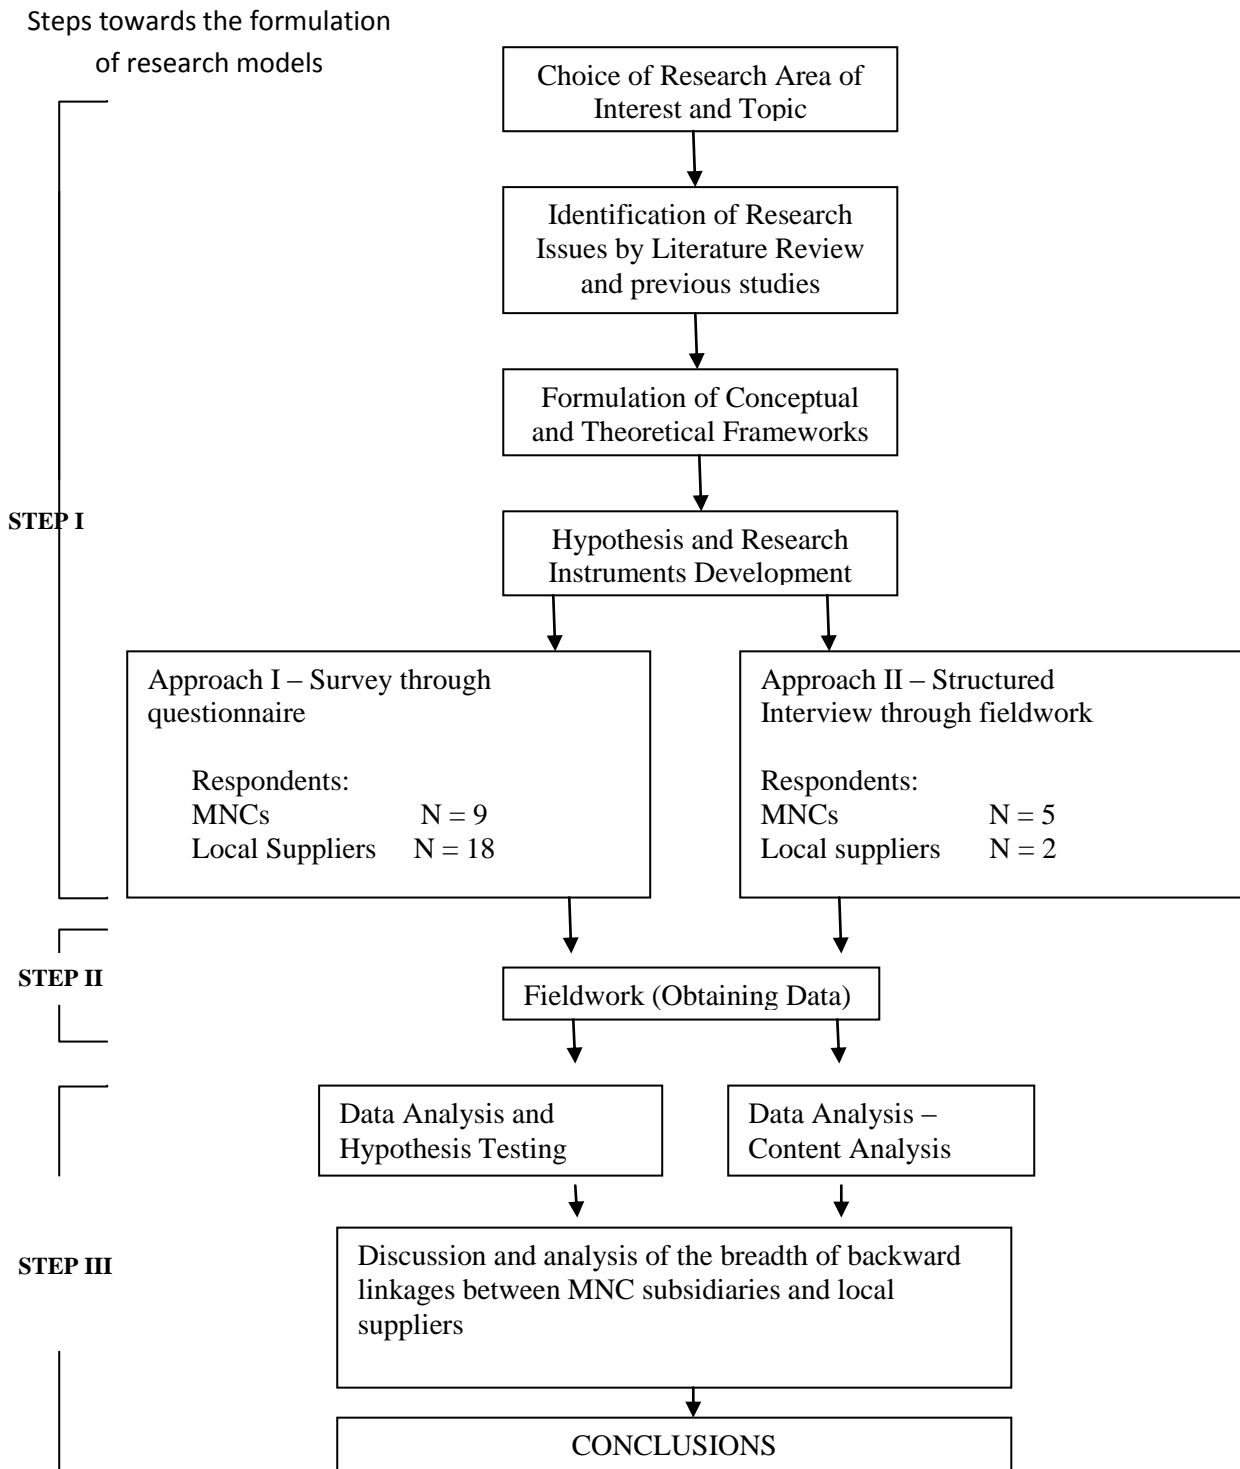 Steps towards the formulation
of research models
Choice of Research Area of
Interest and Topic
Identification of Research
Issues by Literature Review
and previous studies
Formulation of Conceptual
and Theoretical Frameworks
STEP I
Hypothesis and Research
Instruments Development
Approach I – Survey through
questionnaire
Respondents:
MNCs N = 9
Local Suppliers N = 18
Approach II – Structured
Interview through fieldwork
Respondents:
MNCs N = 5
Local suppliers N = 2
STEP II
Fieldwork (Obtaining Data)
Data Analysis and
Hypothesis Testing
Data Analysis –
Content Analysis
STEP III
Discussion and analysis of the breadth of backward
linkages between MNC subsidiaries and local
suppliers
CONCLUSIONS